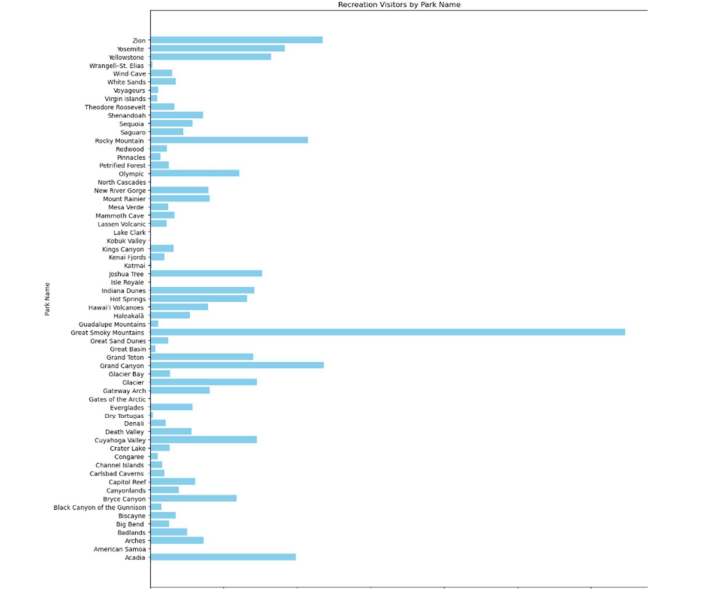 Recreation Visitors by Park Name
Zion
Yosemite
Yellowstone
Wrangell–St. Elias
Wind Cave
White Sands
Voyageurs
Virgin Islands
Theodore Roosevelt
Shenandoah
Sequoia
Saguaro
Rocky Mountain
Redwood
Pinnacles
Petrified Forest
Olympic
North Cascades
New River Gorge
Mount Rainier
Mesa Verde
Mammoth Cave
Lassen Volcanic
Lake Clark
Kobuk Valley
Kings Canyon
Kenai Fjords
Katmai
Joshua Tree
Isle Royale
Indiana Dunes
Hot Springs
Hawaiʻi Volcanoes
Haleakalā
Guadalupe Mountains
Great Smoky Mountains
Great Sand Dunes
Great Basin
Grand Teton
Grand Canyon
Glacier Bay
Glacier
Gateway Arch
Gates of the Arctic
Everglades
Dry Tortugas
Denali
Death Valley
Cuyahoga Valley
Crater Lake
Congaree
Channel Islands
Carlsbad Caverns
Capitol Reef
Canyonlands
Bryce Canyon
Black Canyon of the Gunnison
Biscayne
Big Bend
Badlands
Arches
American Samoa
Acadia
Park Name